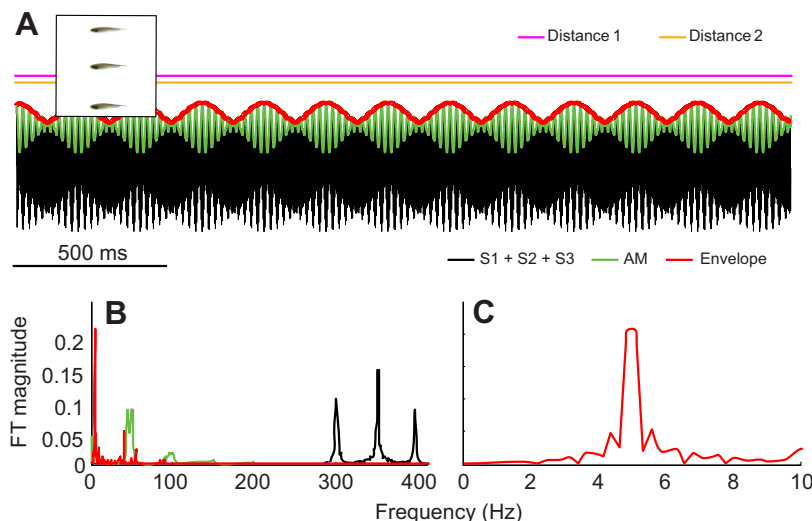 A
Distance 1
Distance 2
500 ms
S1 + S2 + S3
AM
Envelope
B
C
FT magnitude
0.2
0.15
0.1
0.05
0
0
100
200
300
400
0
2
4
6
8
10
Frequency (Hz)